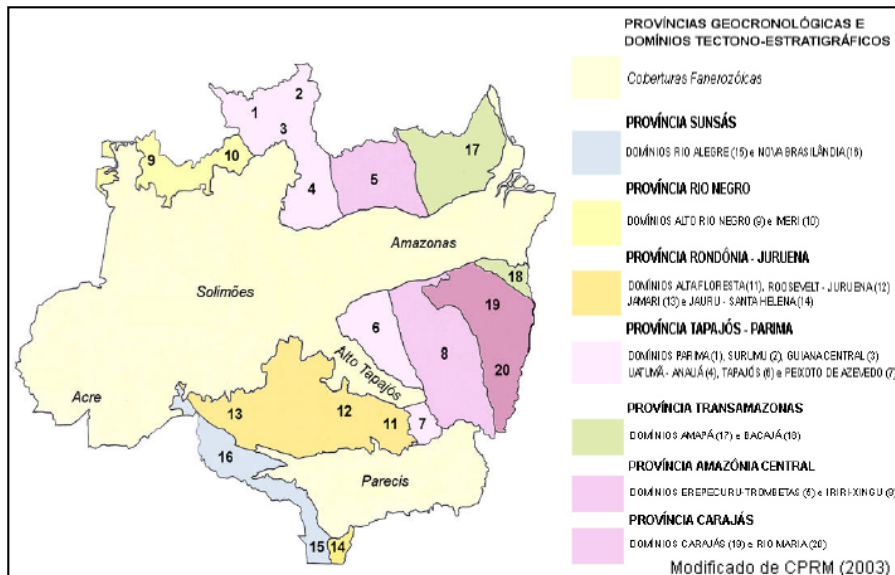 PROVÍNCIAS GEOCRONOLÓGICAS E
DOMÍNIOS TECTONO-ESTRATIGRÁFICOS
Coberturas Fanerozóicas
PROVÍNCIA SUNSÁS
DOMÍNIOS RIO ALEGRE (15) e NOVA BRASILÂNDIA (16)
PROVÍNCIA RIO NEGRO
DOMÍNIOS ALTO RIO NEGRO (9) e IMERI (10)
PROVÍNCIA RONDÔNIA - JURUENA
DOMÍNIOS ALTA FLORESTA (11), ROOSEVELT - JURUENA (12)
JAMARI (13) e JAURU - SANTA HELENA (14)
PROVÍNCIA TAPAJÓS - PARIMA
DOMÍNIOS PARIMA (1), SURUMU (2), GUIANA CENTRAL (3)
UATUMÃ - ANAUÁ (4), TAPAJÓS (6) e PEIXOTO DE AZEVEDO (7)
PROVÍNCIA TRANSAMAZONAS
DOMÍNIOS AMAPÁ (17) e BACAJÁ (18)
PROVÍNCIA AMAZÔNIA CENTRAL
DOMÍNIOS EREPECURU-TROMBETAS (5) e IRIRI-XINGU (8)
PROVÍNCIA CARAJÁS
DOMÍNIOS CARAJÁS (19) e RIO MARIA (20)
Modificado de CPRM (2003)
1
2
3
4
5
17
9
10
Amazonas
Solimões
18
19
6
8
20
Alto Tapajós
Acre
13
12
11
7
16
Parecis
15
14